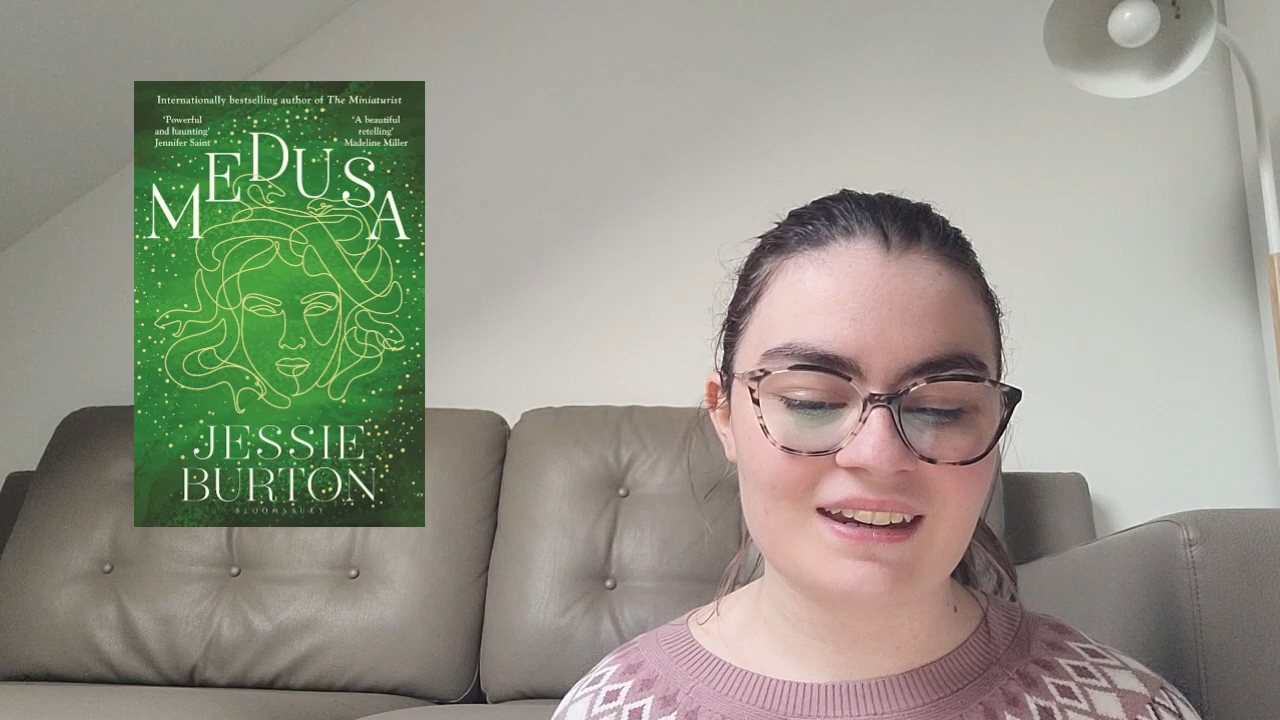 Internationally bestselling author of The Miniaturist
'Powerful
and haunting'
Jennifer Saint
'A beautiful
retelling'
Madeline Miller
MEDUSA
JESSIE
BURTON
BLOOMSBURY